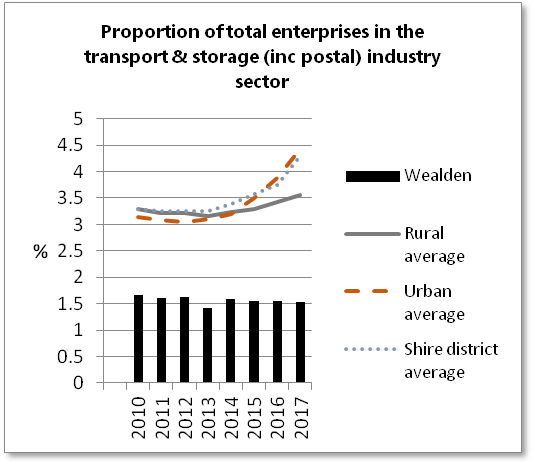 Proportion of total enterprises in the
transport & storage (inc postal) industry
sector
5
4.5
4
3.5
3
2.5
2
1.5
1
0.5
0
%
2010
2011
2012
2013
2014
2015
2016
2017
Wealden
Rural
average
Urban
average
Shire district
average